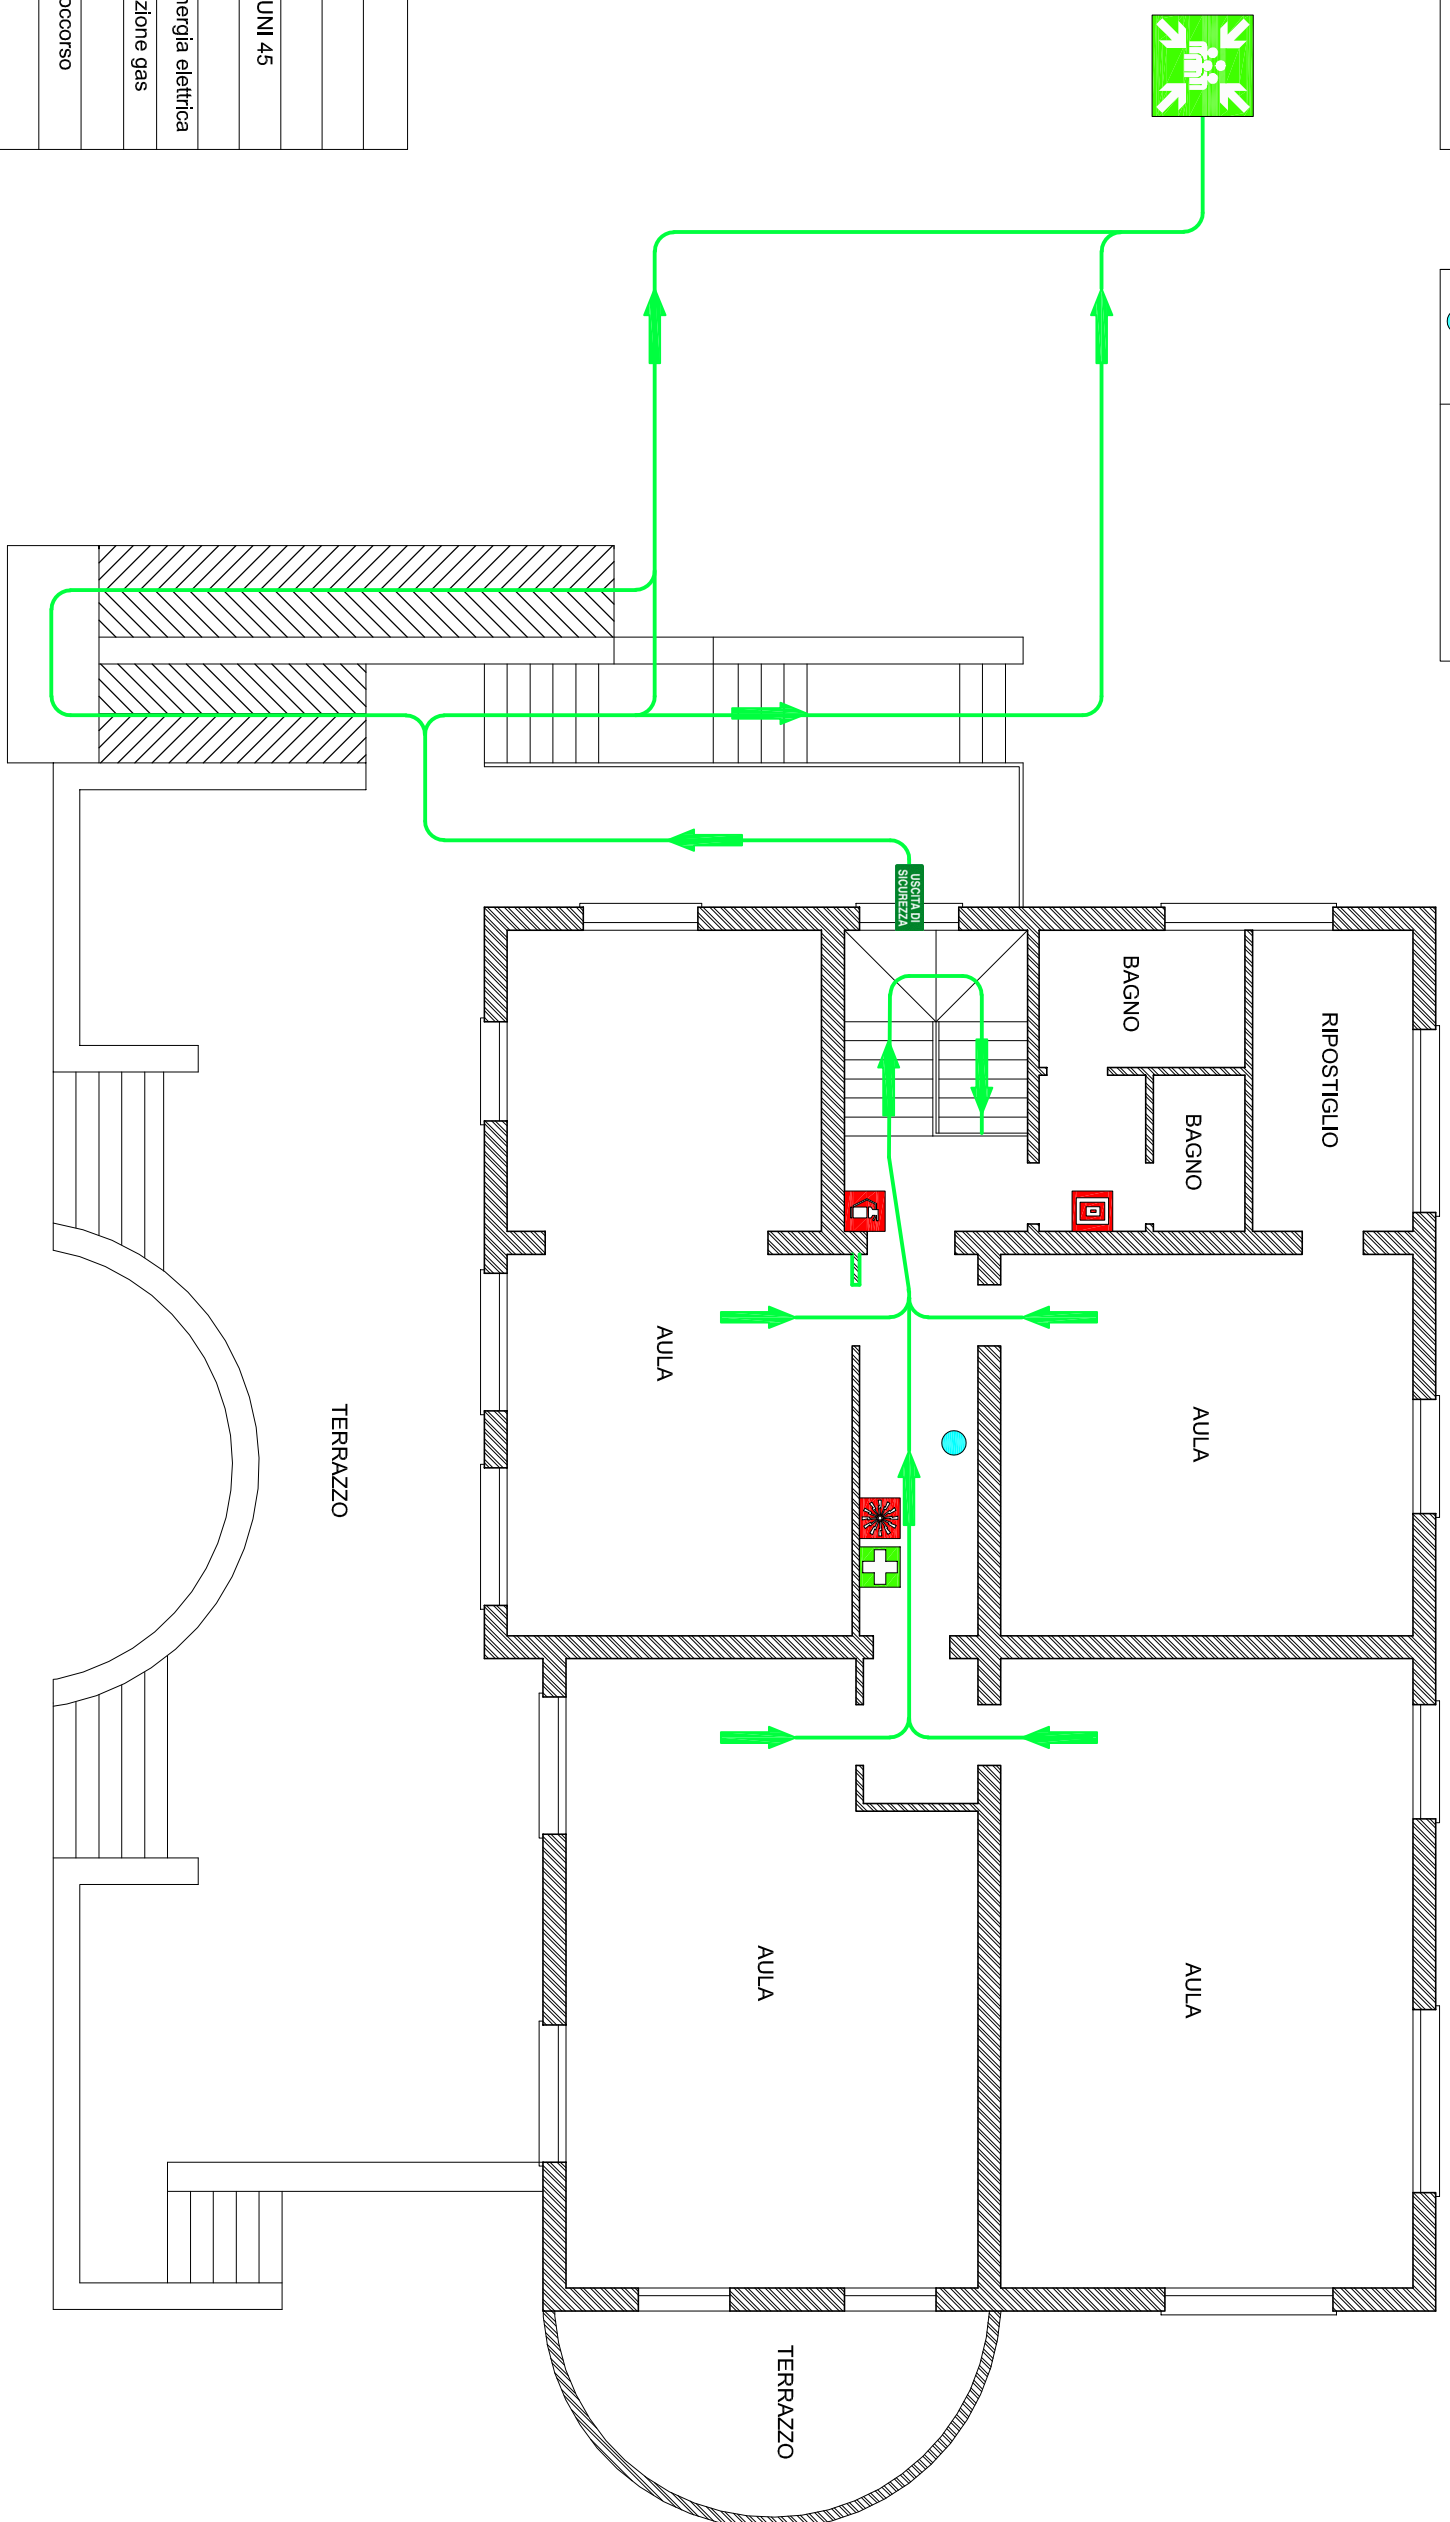 RIPOSTIGLIO
AULA
BAGNO
AULA
BAGNO
USCITA DI
SICUREZZA
TERRAZZO
AULA
AULA
TERRAZZO
UNI 45
nergia elettrica
zione gas
occorso